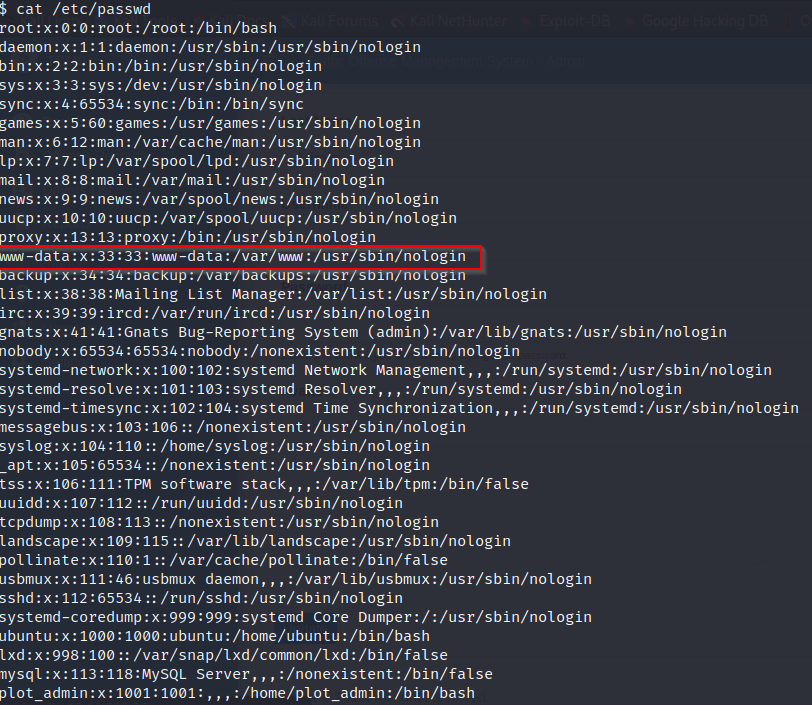 $ cat /etc/passwd
Kali Forums Kali NetHunter Exploit-DB Google Hacking DB
root:x:0:0:root:/root:/bin/bash
daemon:x:1:1:daemon:/usr/sbin:/usr/sbin/nologin
bin:x:2:2:bin:/bin:/usr/sbin/nologin
sys:x:3:3:sys:/dev:/usr/sbin/nologin
sync:x:4:65534:sync:/bin:/bin/sync
games:x:5:60:games:/usr/games:/usr/sbin/nologin
man:x:6:12:man:/var/cache/man:/usr/sbin/nologin
lp:x:7:7:lp:/var/spool/lpd:/usr/sbin/nologin
mail:x:8:8:mail:/var/mail:/usr/sbin/nologin
news:x:9:9:news:/var/spool/news:/usr/sbin/nologin
uucp:x:10:10:uucp:/var/spool/uucp:/usr/sbin/nologin
proxy:x:13:13:proxy:/bin:/usr/sbin/nologin
www-data:x:33:33:www-data:/var/www:/usr/sbin/nologin
backup:x:34:34:backup:/var/backups:/usr/sbin/nologin
list:x:38:38:Mailing List Manager:/var/list:/usr/sbin/nologin
irc:x:39:39:ircd:/var/run/ircd:/usr/sbin/nologin
gnats:x:41:41:Gnats Bug-Reporting System (admin):/var/lib/gnats:/usr/sbin/nologin
nobody:x:65534:65534:nobody:/nonexistent:/usr/sbin/nologin
systemd-network:x:100:102:systemd Network Management,,,:/run/systemd:/usr/sbin/nologin
systemd-resolve:x:101:103:systemd Resolver,,,:/run/systemd:/usr/sbin/nologin
systemd-timesync:x:102:104:systemd Time Synchronization,,,:/run/systemd:/usr/sbin/nologin
messagebus:x:103:106::/nonexistent:/usr/sbin/nologin
syslog:x:104:110::/home/syslog:/usr/sbin/nologin
_apt:x:105:65534::/nonexistent:/usr/sbin/nologin
tss:x:106:111:TPM software stack,,,:/var/lib/tpm:/bin/false
uuidd:x:107:112::/run/uuidd:/usr/sbin/nologin
tcpdump:x:108:113::/nonexistent:/usr/sbin/nologin
landscape:x:109:115::/var/lib/landscape:/usr/sbin/nologin
pollinate:x:110:1::/var/cache/pollinate:/bin/false
usbmux:x:111:46:usbmux daemon,,,:/var/lib/usbmux:/usr/sbin/nologin
sshd:x:112:65534::/run/sshd:/usr/sbin/nologin
systemd-coredump:x:999:999:systemd Core Dumper:/:/usr/sbin/nologin
ubuntu:x:1000:1000:ubuntu:/home/ubuntu:/bin/bash
lxd:x:998:100::/var/snap/lxd/common/lxd:/bin/false
mysql:x:113:118:MySQL Server,,,:/nonexistent:/bin/false
plot_admin:x:1001:1001:,,,:/home/plot_admin:/bin/bash